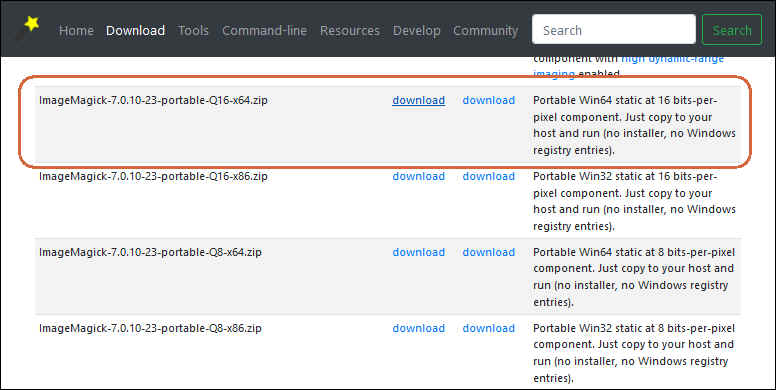 Home Download Tools Command-line Resources Develop Community Search Search
component with high dynamic-range
imaging enabled.
ImageMagick-7.0.10-23-portable-Q16-x64.zip download download Portable Win64 static at 16 bits-per-
pixel component. Just copy to your
host and run (no installer, no Windows
registry entries).
ImageMagick-7.0.10-23-portable-Q16-x86.zip download download Portable Win32 static at 16 bits-per-
pixel component. Just copy to your
host and run (no installer, no Windows
registry entries).
ImageMagick-7.0.10-23-portable-Q8-x64.zip download download Portable Win64 static at 8 bits-per-pixel
component. Just copy to your host and
run (no installer, no Windows registry
entries).
ImageMagick-7.0.10-23-portable-Q8-x86.zip download download Portable Win32 static at 8 bits-per-pixel
component. Just copy to your host and
run (no installer, no Windows registry
entries).